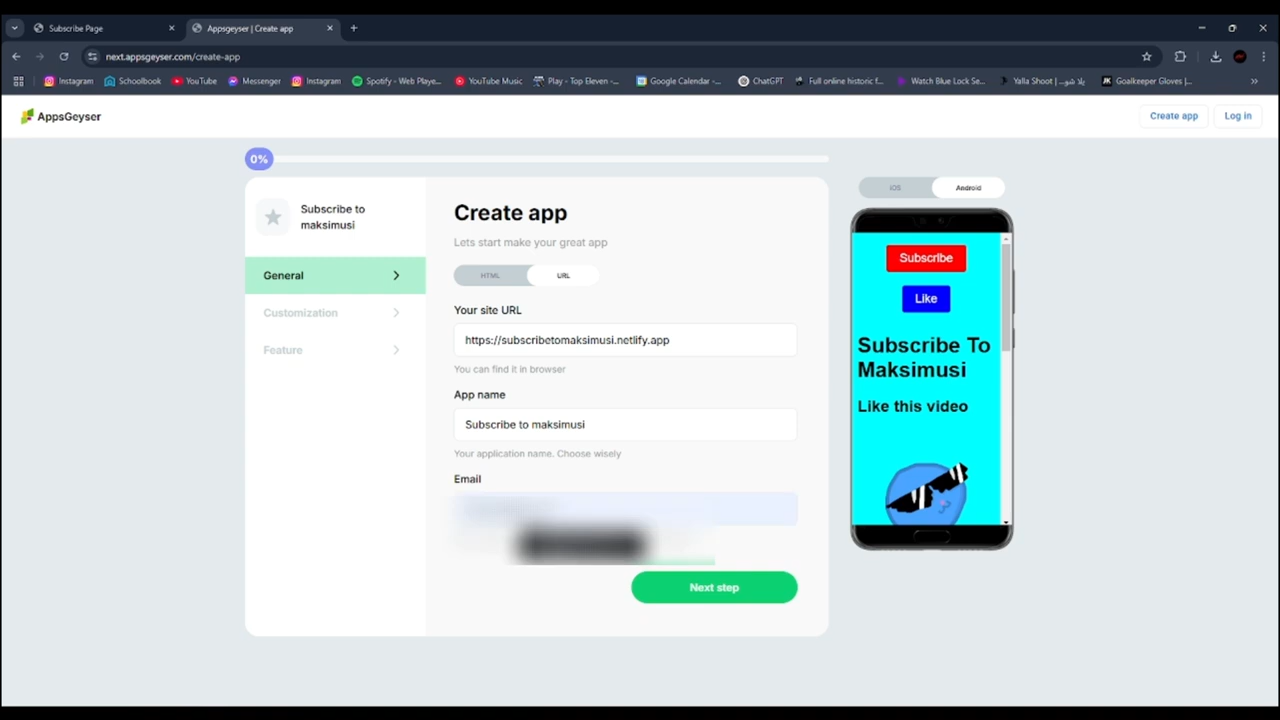 Subscribe Page
Appsgeyser | Create app
next.appsgeyser.com/create-app
Instagram
Schoolbook
YouTube
Messenger
Instagram
Spotify - Web Playe...
YouTube Music
Play - Top Eleven -...
Google Calendar -...
ChatGPT
Full online historic f...
Watch Blue Lock Se...
Yalla Shoot | يلا شو...
Goalkeeper Gloves |...
AppsGeyser
Create app
Log in
0%
Subscribe to
maksimusi
General
Customization
Feature
Create app
Lets start make your great app
HTML
URL
Your site URL
https://subscribetomaksimusi.netlify.app
You can find it in browser
App name
Subscribe to maksimusi
Your application name. Choose wisely
Email
Next step
iOS
Android
Subscribe
Like
Subscribe To
Maksimusi
Like this video